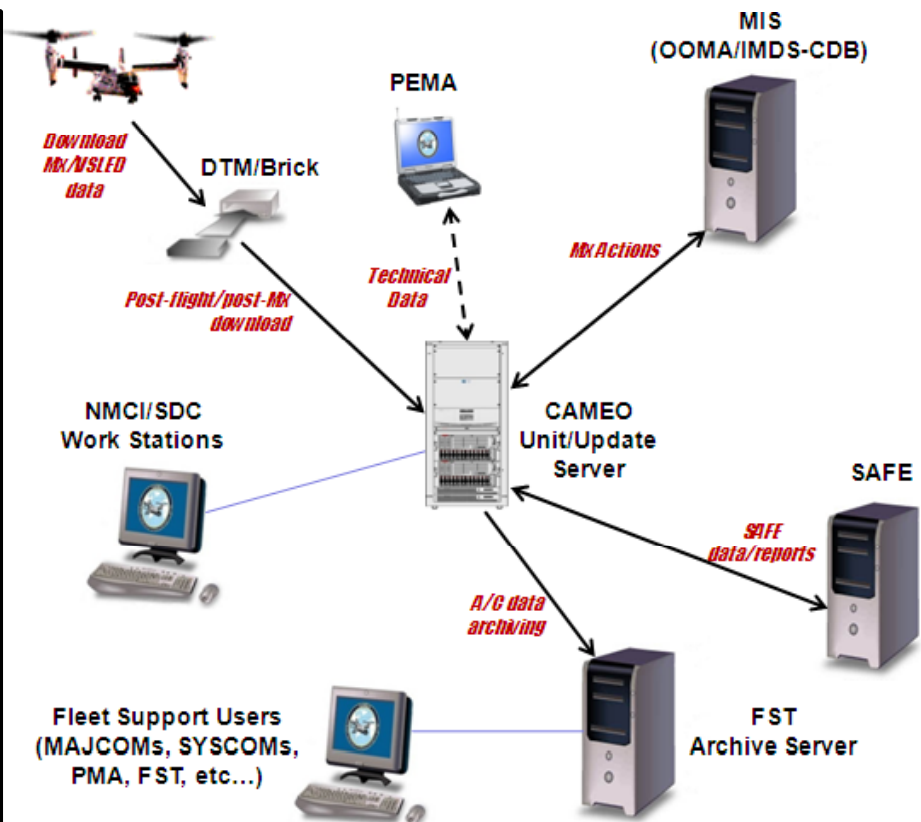 MIS
(OOMA/IMDS-CDB)
PEMA
Download
Mx/VSLED
data
DTM/Brick
Mx Actions
Technical
Data
Post-flight/post-Mx
download
NMCI/SDC
Work Stations
CAMEO
Unit/Update
Server
SAFE
SAFE
data/reports
A/C data
archiving
Fleet Support Users
(MAJCOMs, SYSCOMs,
PMA, FST, etc...)
FST
Archive Server